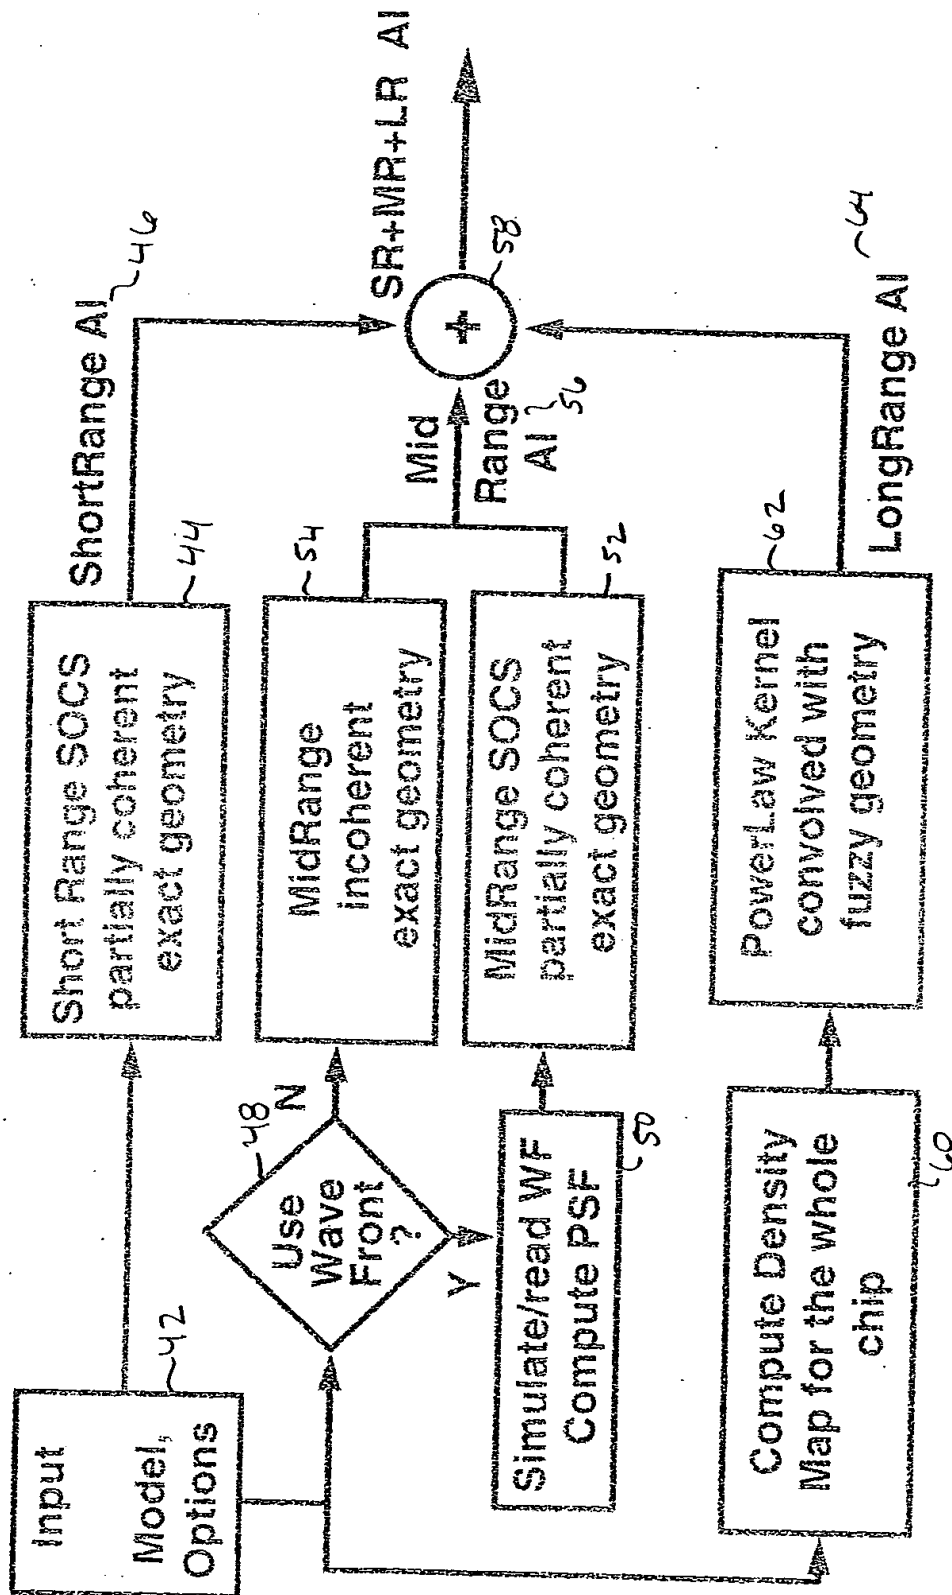 Input
Model,
Options
42
Short Range SOCS
partially coherent
exact geometry
44
ShortRange AI
46
Use
Wave
Front
?
48
N
Y
MidRange
incoherent
exact geometry
54
Simulate/read WF
Compute PSF
50
MidRange SOCS
partially coherent
exact geometry
52
Mid
Range
AI
56
+
58
SR+MR+LR AI
Compute Density
Map for the whole
chip
60
PowerLaw Kernel
convolved with
fuzzy geometry
62
LongRange AI
64